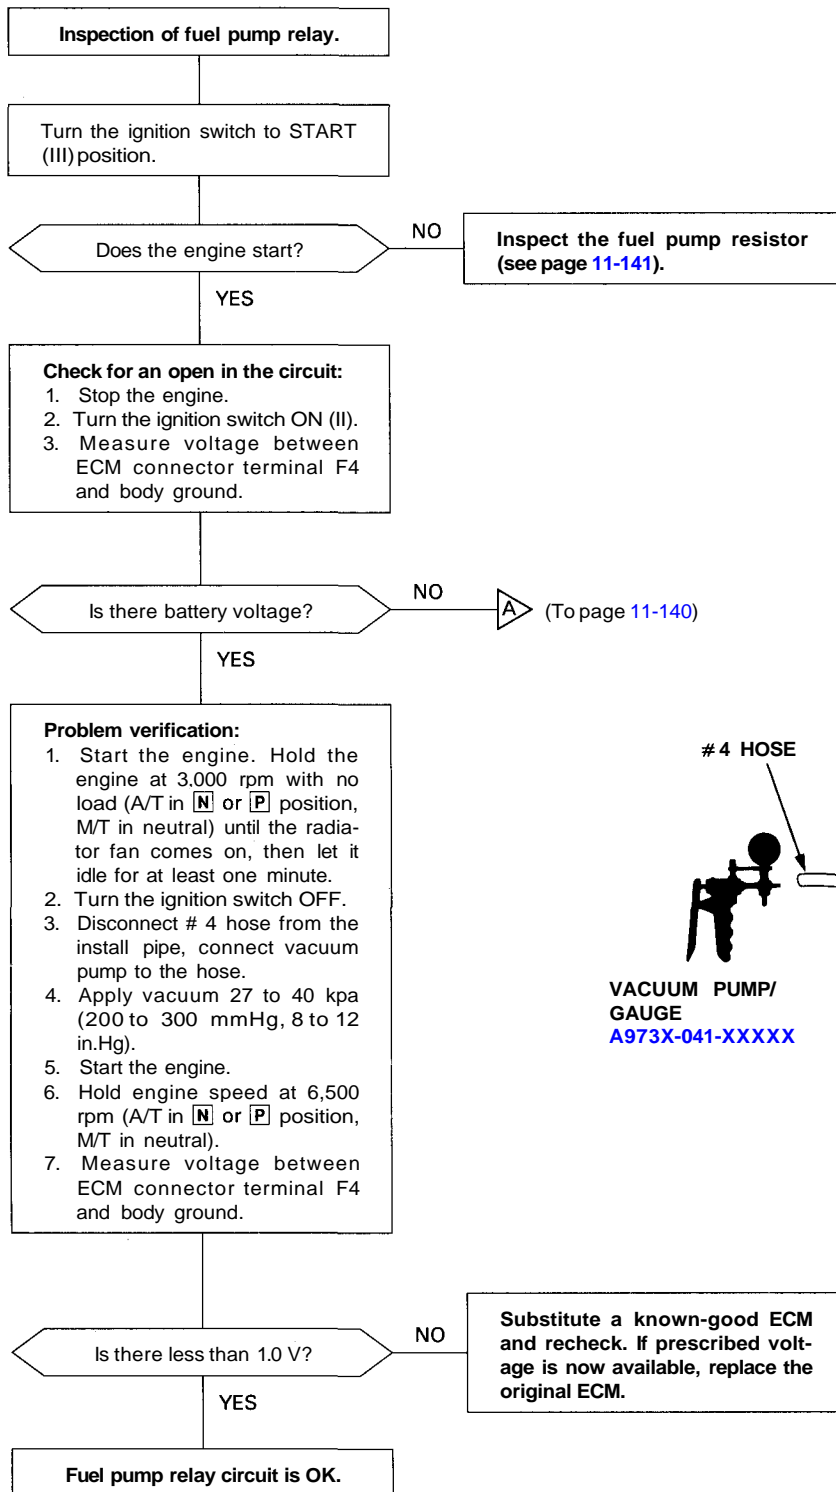 Inspection of fuel pump relay.
Turn the ignition switch to START
(III) position.
Does the engine start?
NO
Inspect the fuel pump resistor
(see page 11-141).
YES
Check for an open in the circuit:
1. Stop the engine.
2. Turn the ignition switch ON (II).
3. Measure voltage between
ECM connector terminal F4
and body ground.
Is there battery voltage?
NO
A
(To page 11-140)
YES
Problem verification:
1. Start the engine. Hold the
engine at 3,000 rpm with no
load (A/T in N or P position,
M/T in neutral) until the radia-
tor fan comes on, then let it
idle for at least one minute.
2. Turn the ignition switch OFF.
3. Disconnect # 4 hose from the
install pipe, connect vacuum
pump to the hose.
4. Apply vacuum 27 to 40 kpa
(200 to 300 mmHg, 8 to 12
in.Hg).
5. Start the engine.
6. Hold engine speed at 6,500
rpm (A/T in N or P position,
M/T in neutral).
7. Measure voltage between
ECM connector terminal F4
and body ground.
# 4 HOSE
VACUUM PUMP/
GAUGE
A973X-041-XXXXX
Is there less than 1.0 V?
NO
Substitute a known-good ECM
and recheck. If prescribed volt-
age is now available, replace the
original ECM.
YES
Fuel pump relay circuit is OK.